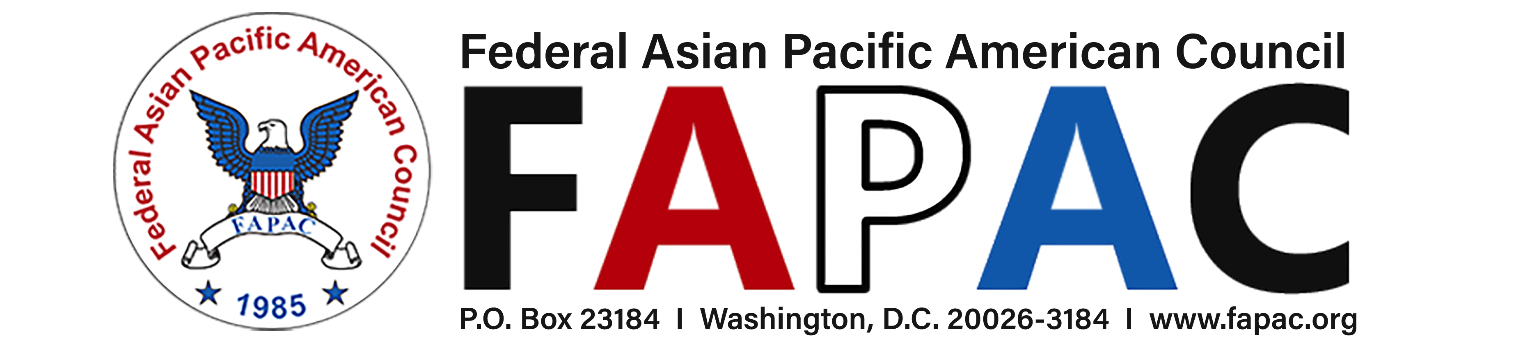 Federal Asian Pacific American Council
FAPAC
1985
Federal Asian Pacific American Council
FAPAC
P.O. Box 23184 I Washington, D.C. 20026-3184 I www.fapac.org